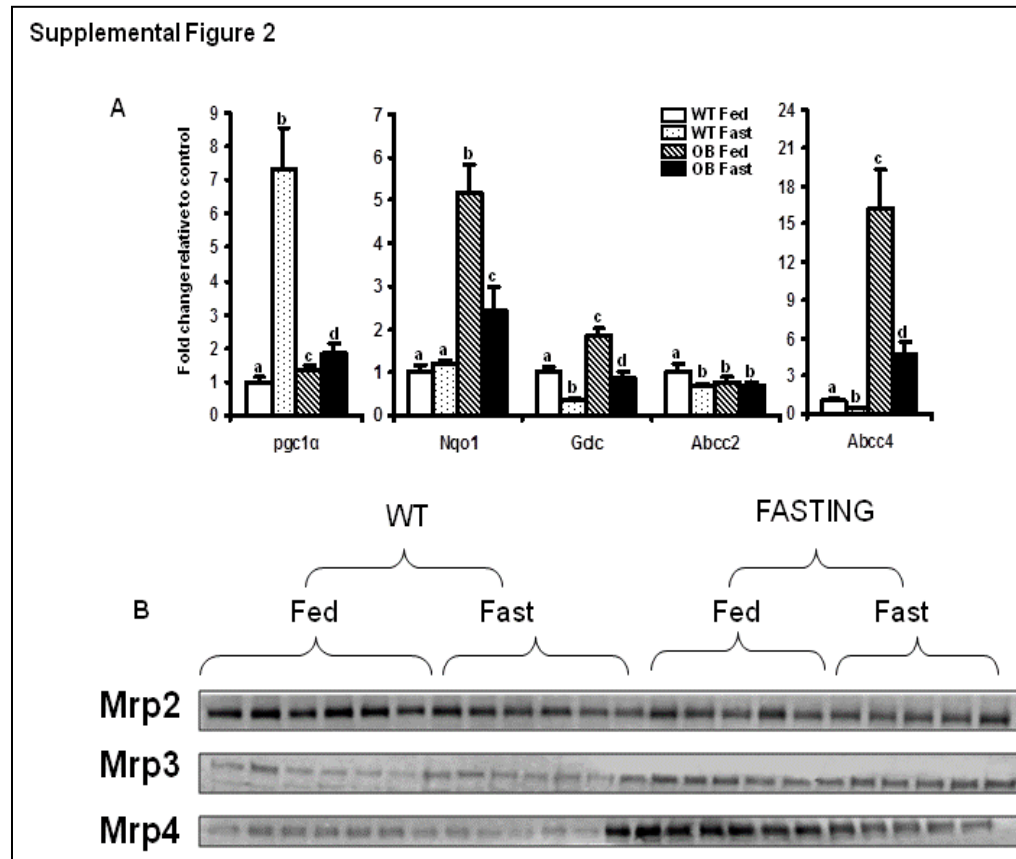 Supplemental Figure 2
A
Fold change relative to control
9
8
7
6
5
4
3
2
1
0
a
b
c
d
pgc1α
7
6
5
4
3
2
1
0
a
a
b
c
Nqo1
a
b
c
d
Gclc
a
b
b
b
Abcc2
WT Fed
WT Fast
OB Fed
OB Fast
24
21
18
15
12
9
6
3
0
a
b
c
d
Abcc4
WT
FASTING
B
Fed
Fast
Fed
Fast
Mrp2
Mrp3
Mrp4